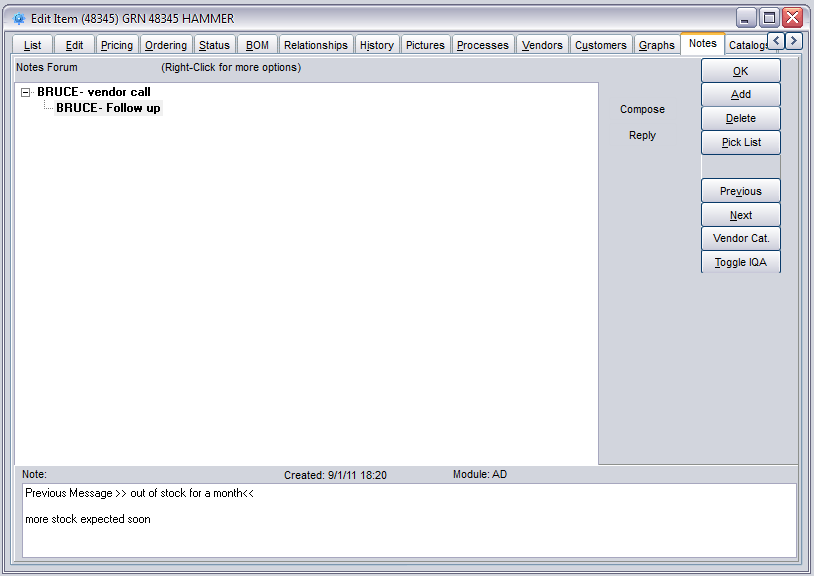 Edit Item (48345) GRN 48345 HAMMER
List Edit Pricing Ordering Status BOM Relationships History Pictures Processes Vendors Customers Graphs Notes Catalogs
Notes Forum (Right-Click for more options)
OK
BRUCE- vendor call
Add
BRUCE- Follow up
Compose
Delete
Reply
Pick List
Previous
Next
Vendor Cat.
Toggle IQA
Note: Created: 9/1/11 18:20 Module: AD
Previous Message >> out of stock for a month<<
more stock expected soon